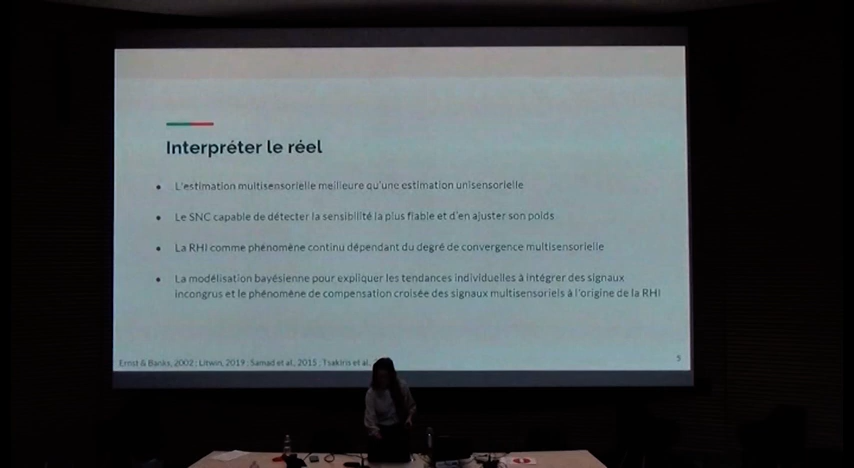 Interpréter le réel
• L'estimation multisensorielle meilleure qu'une estimation unisensorielle
• Le SNC capable de détecter la sensibilité la plus fiable et d'en ajuster son poids
• La RHI comme phénomène continu dépendant du degré de convergence multisensorielle
• La modélisation bayésienne pour expliquer les tendances individuelles à intégrer des signaux
incongrus et le phénomène de compensation croisée des signaux multisensoriels à l'origine de la RHI
Ernst & Banks, 2002 ; Litwin, 2019 ; Samad et al., 2015 ; Tsakiris et al.,
5